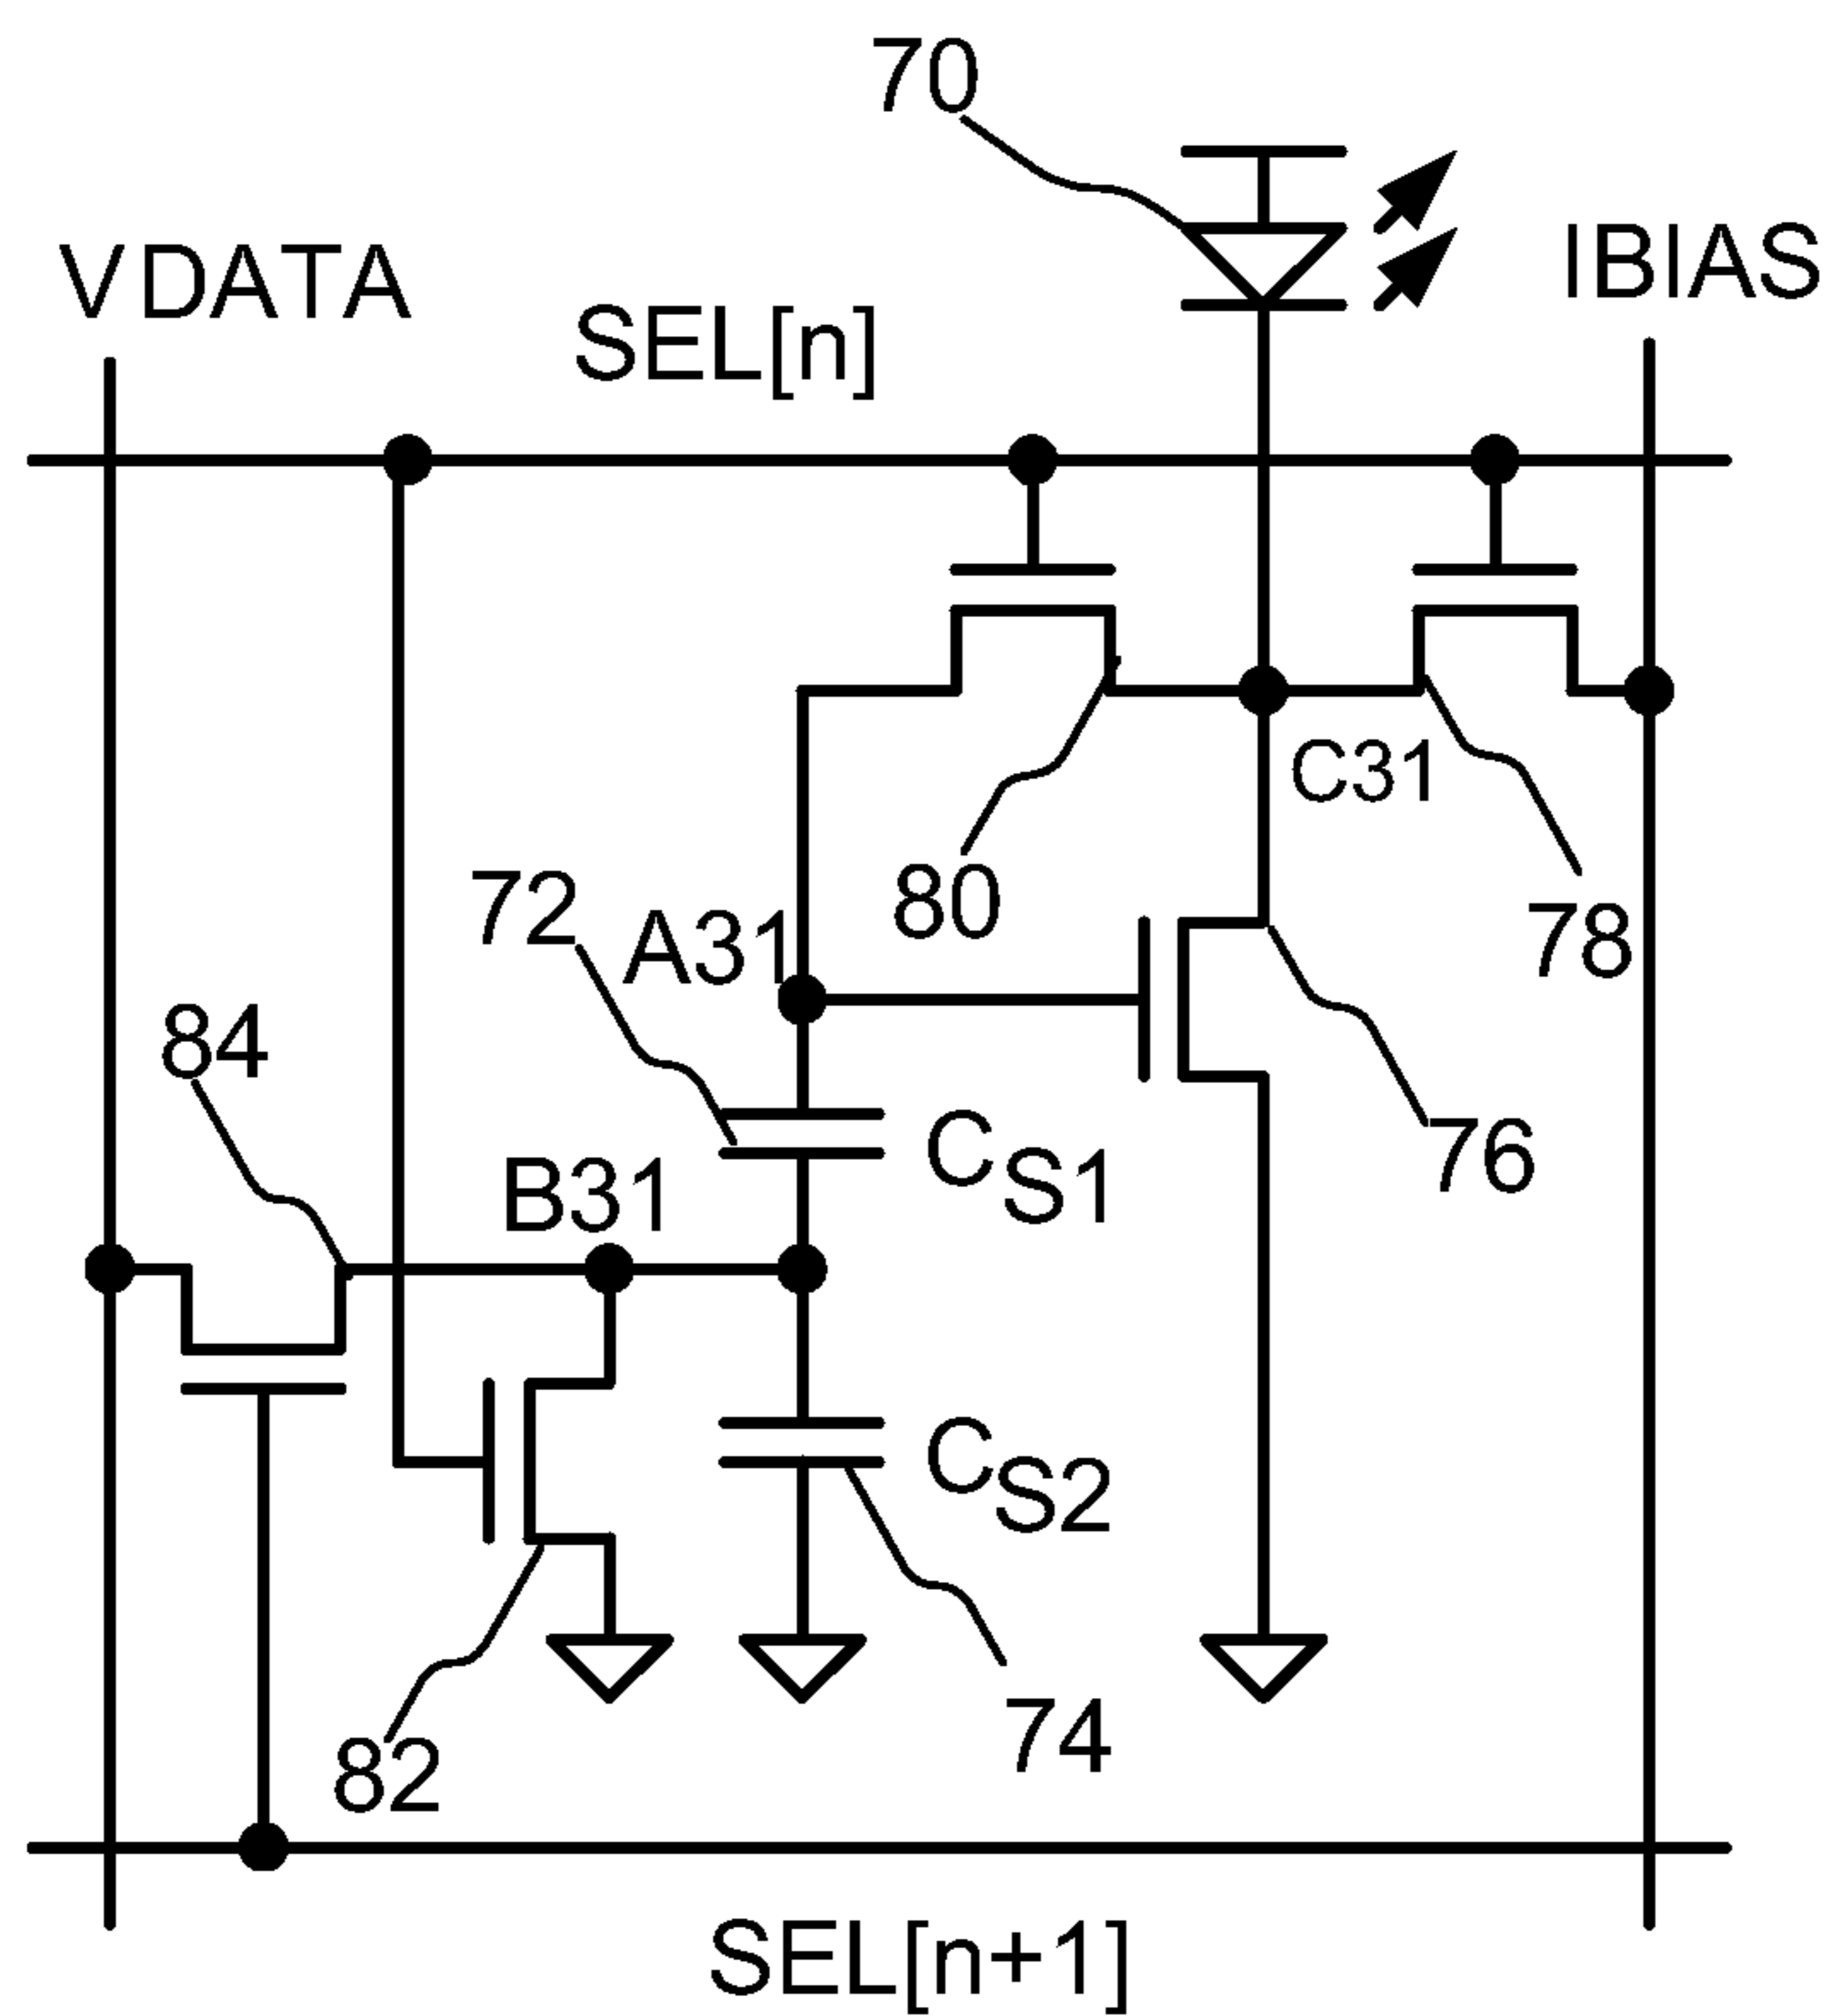 70
VDATA
SEL[n]
IBIAS
C31
72
A31
80
78
84
B31
CS1
76
CS2
82
74
SEL[n+1]